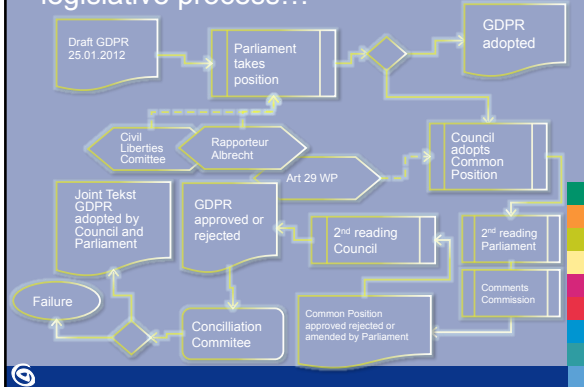 legislative process…
Draft GDPR
25.01.2012
Parliament
takes
position
GDPR
adopted
Civil
Liberties
Comittee
Rapporteur
Albrecht
Art 29 WP
Council
adopts
Common
Position
Joint Tekst
GDPR
adopted by
Council and
Parliament
GDPR
approved or
rejected
2nd reading
Council
2nd reading
Parliament
Comments
Commission
Failure
Concilliation
Commitee
Common Position
approved rejected or
amended by Parliament